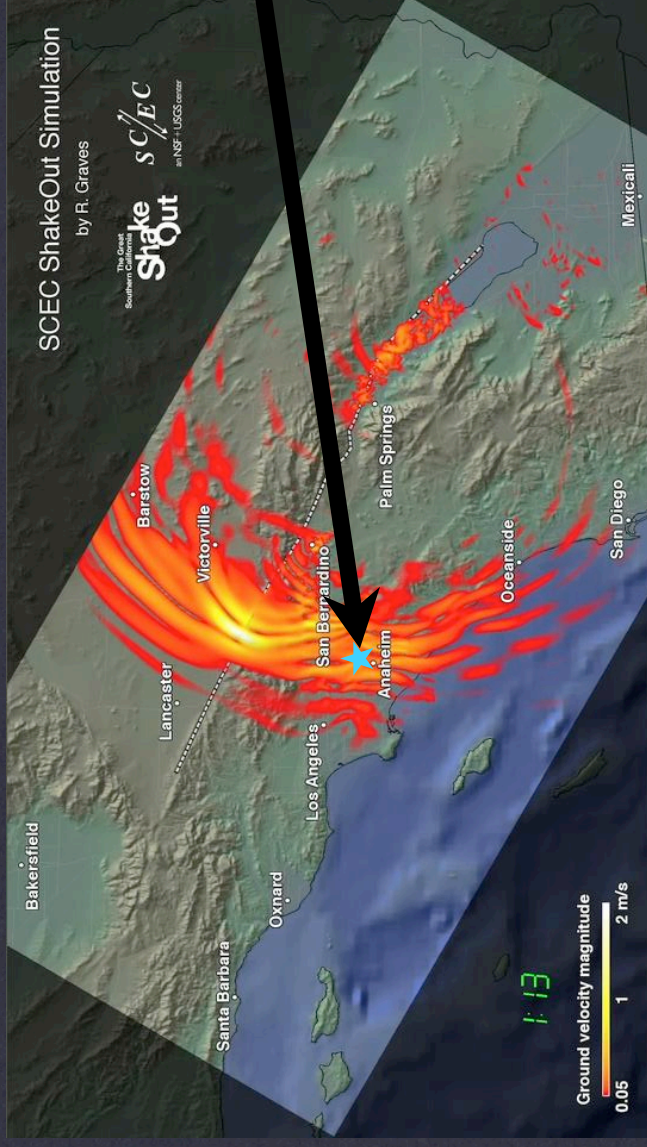 SCEC ShakeOut Simulation
by R. Graves
The Great
Southern California
Shake
Out
SC/EC
an NSF+USGS center
Bakersfield
Lancaster
Barstow
Victorville
Santa Barbara
Oxnard
Los Angeles
San Bernardino
Anaheim
Palm Springs
Oceanside
San Diego
Mexicali
1:13
Ground velocity magnitude
0.05 1 2 m/s